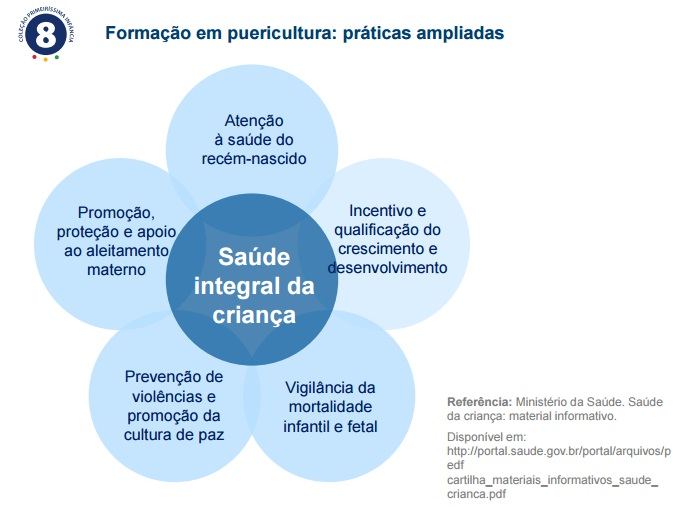 COLEÇÃO PRIMEIRÍSSIMA INFÂNCIA
8
Formação em puericultura: práticas ampliadas
Atenção
à saúde do
recém-nascido
Promoção,
proteção e apoio
ao aleitamento
materno
Incentivo e
qualificação do
crescimento e
desenvolvimento
Saúde
integral da
criança
Prevenção de
violências e
promoção da
cultura de paz
Vigilância da
mortalidade
infantil e fetal
Referência: Ministério da Saúde. Saúde
da criança: material informativo.
Disponível em:
http://portal.saude.gov.br/portal/arquivos/p
edf
cartilha_materiais_informativos_saude_
crianca.pdf